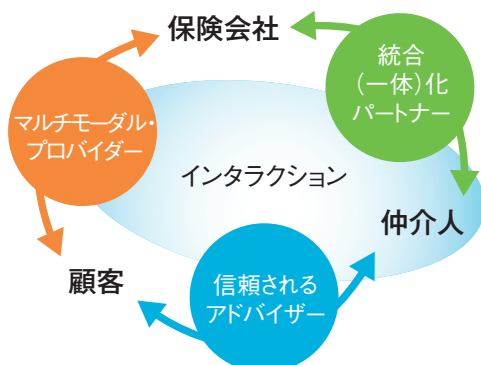 保険会社
統合
(一体)化
パートナー
マルチモーダル・
プロバイダー
インタラクション
仲介人
顧客
信頼される
アドバイザー